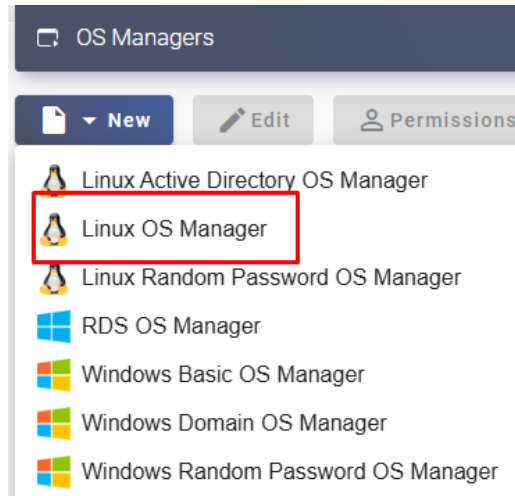 OS Managers
New Edit Permissions
Linux Active Directory OS Manager
Linux OS Manager
Linux Random Password OS Manager
RDS OS Manager
Windows Basic OS Manager
Windows Domain OS Manager
Windows Random Password OS Manager